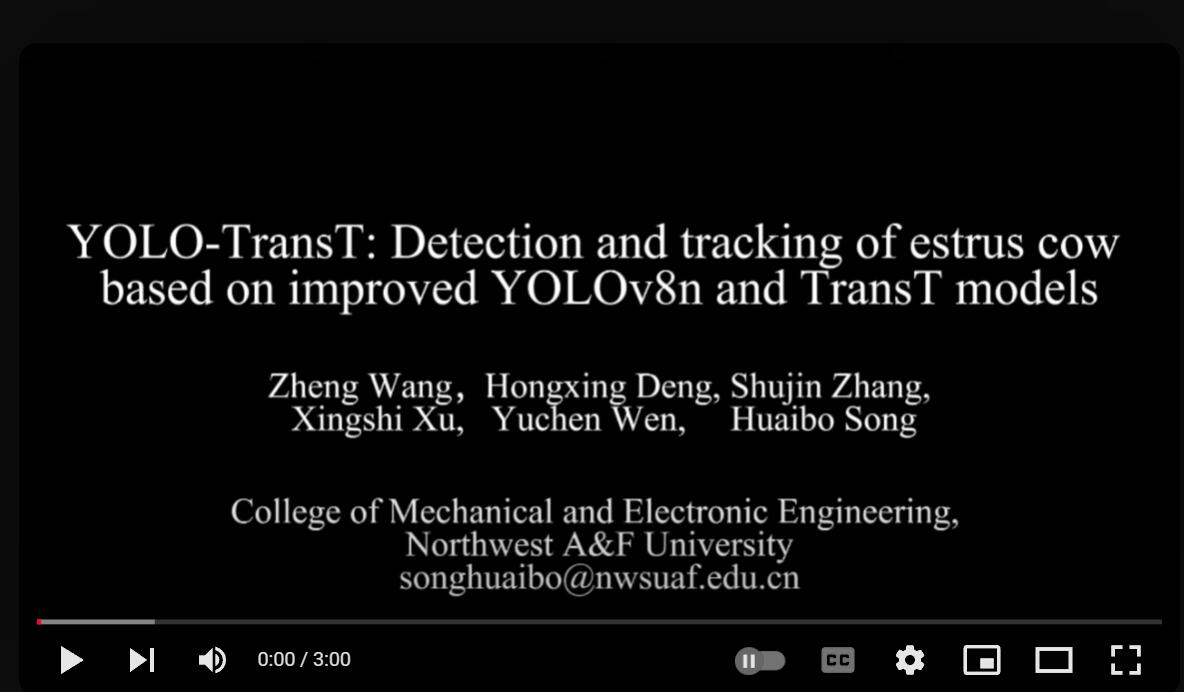 YOLO-TransT: Detection and tracking of estrus cow
based on improved YOLOv8n and TransT models
Zheng Wang, Hongxing Deng, Shujin Zhang,
Xingshi Xu, Yuchen Wen, Huaibo Song
College of Mechanical and Electronic Engineering,
Northwest A&F University
songhuaibo@nwsuaf.edu.cn
0:00 / 3:00
CC